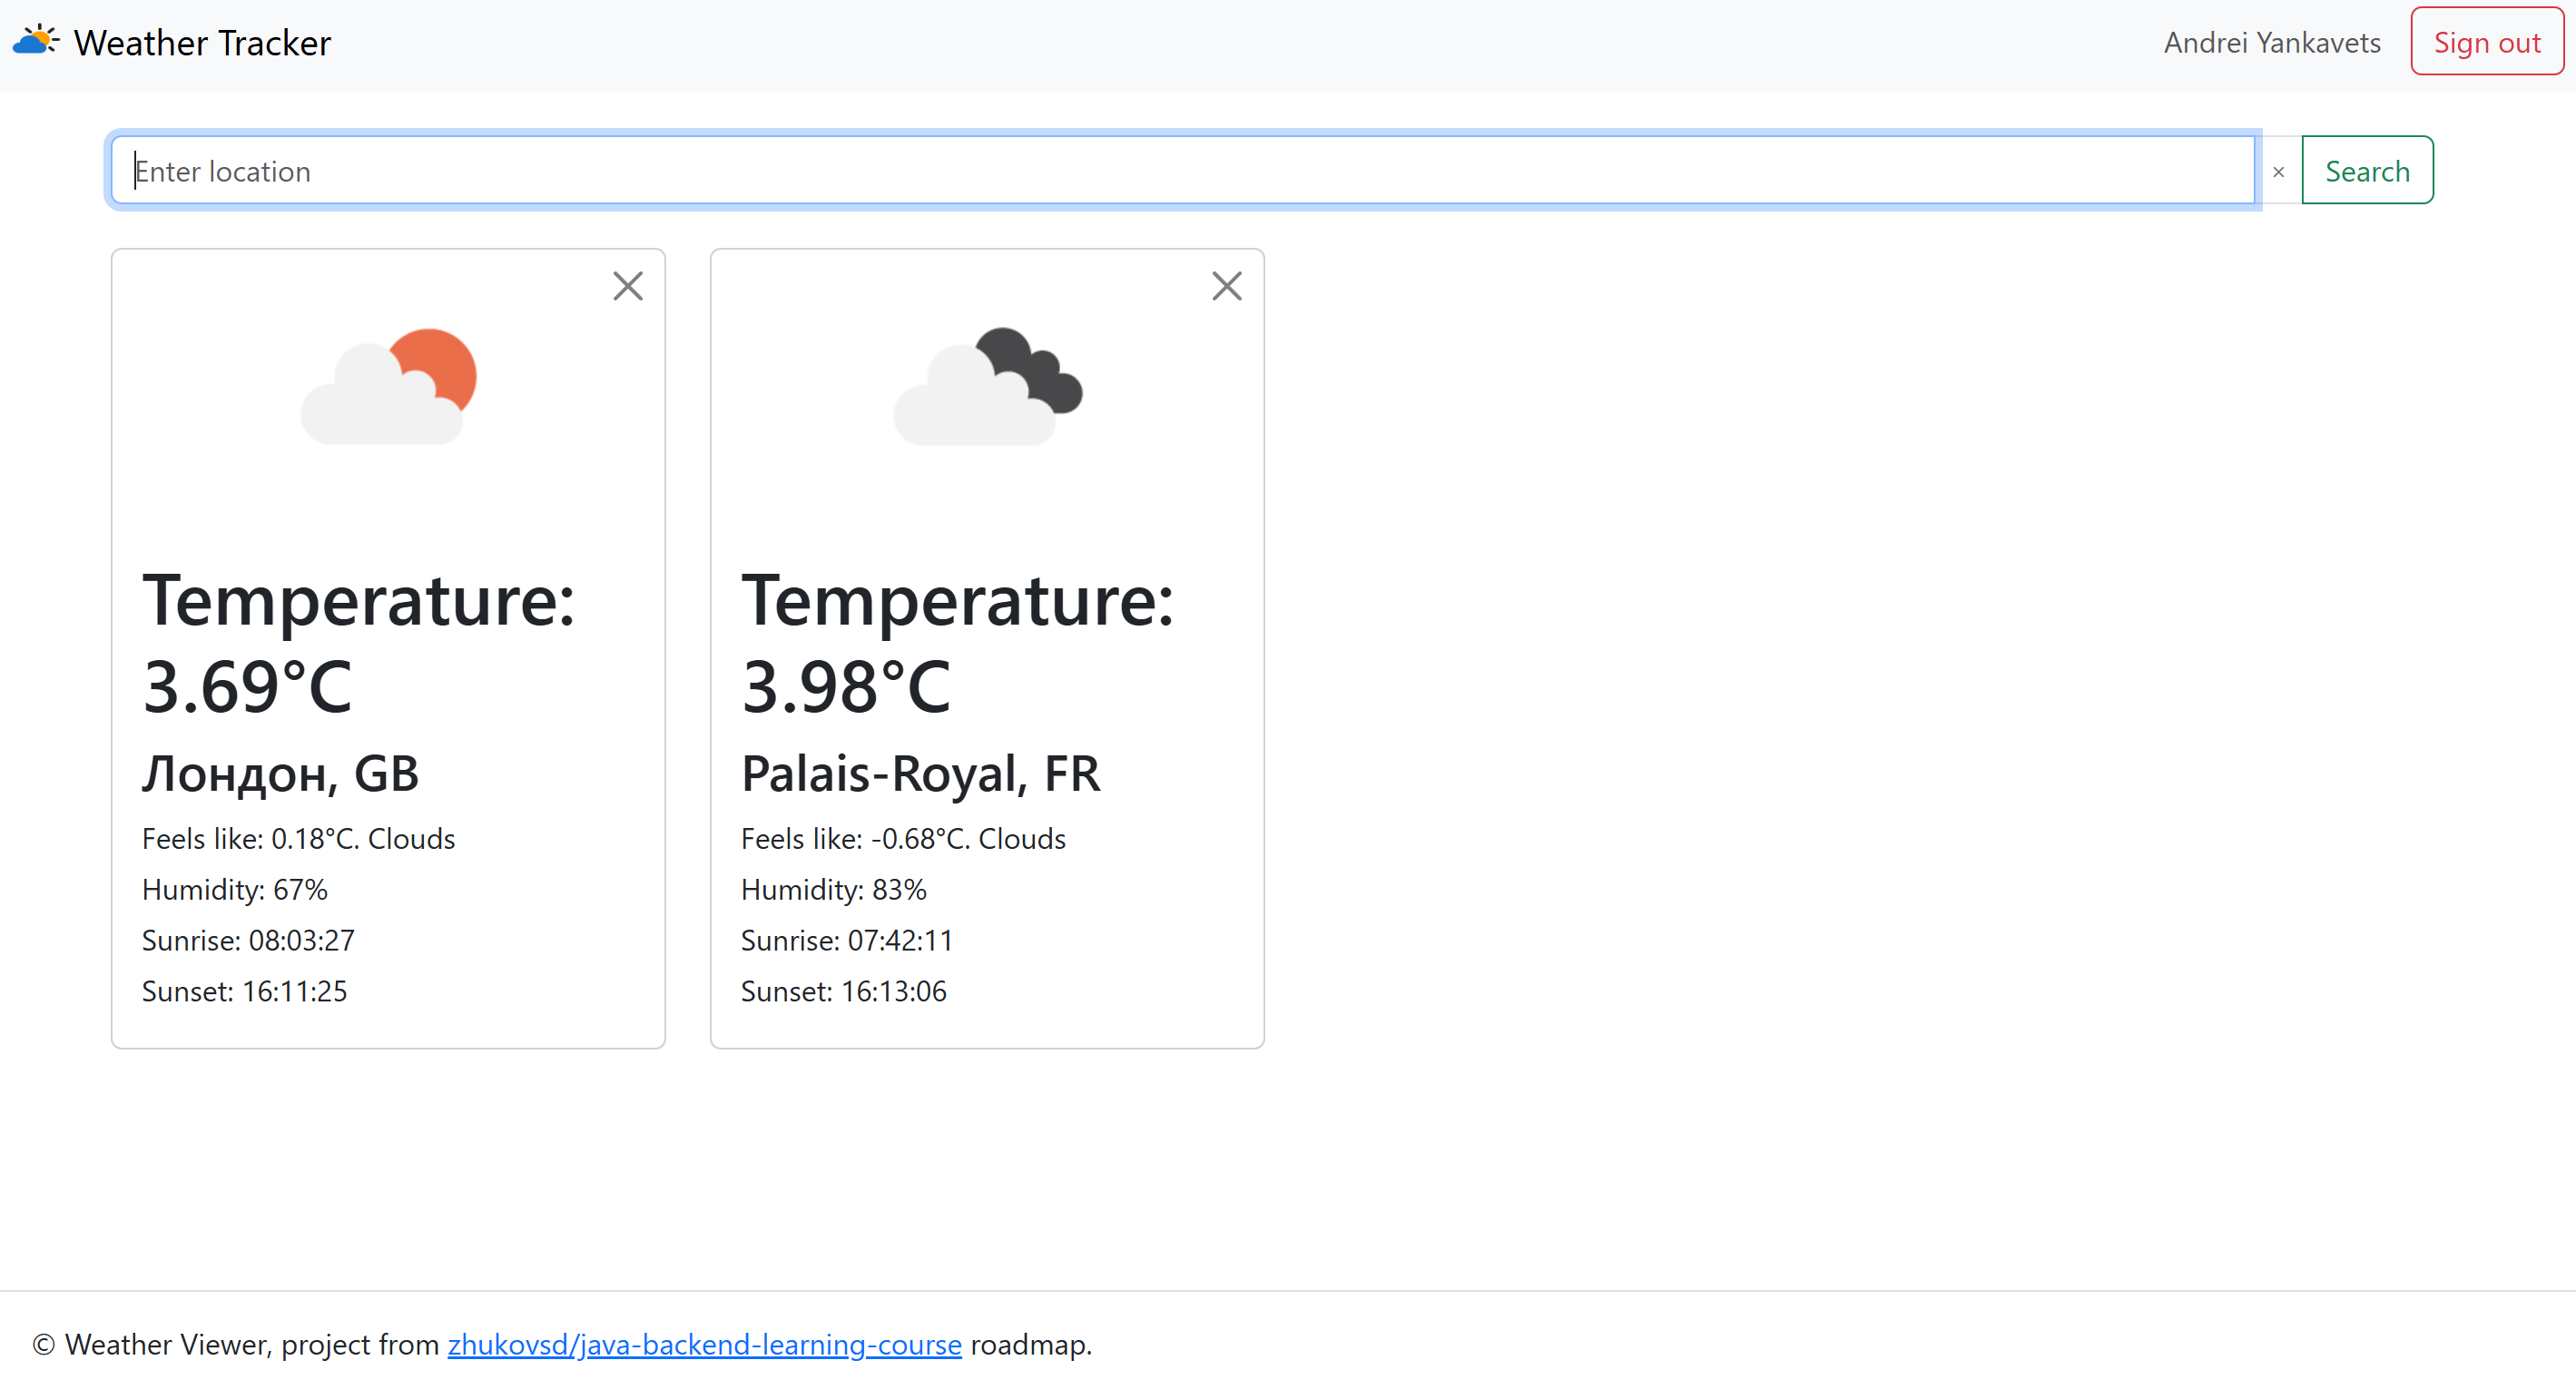 Weather Tracker
Andrei Yankavets
Sign out
Enter location
×
Search
Temperature:
3.69°C
Лондон, GB
Feels like: 0.18°C. Clouds
Humidity: 67%
Sunrise: 08:03:27
Sunset: 16:11:25
Temperature:
3.98°C
Palais-Royal, FR
Feels like: -0.68°C. Clouds
Humidity: 83%
Sunrise: 07:42:11
Sunset: 16:13:06
© Weather Viewer, project from zhukovsd/java-backend-learning-course roadmap.